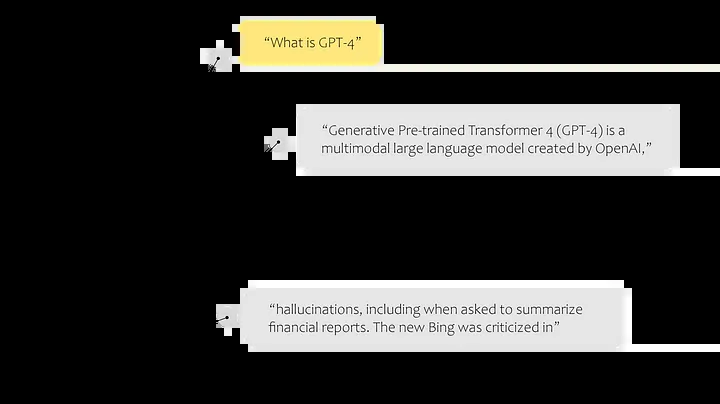 “What is GPT-4”
“Generative Pre-trained Transformer 4 (GPT-4) is a
multimodal large language model created by OpenAI,”
“hallucinations, including when asked to summarize
financial reports. The new Bing was criticized in”